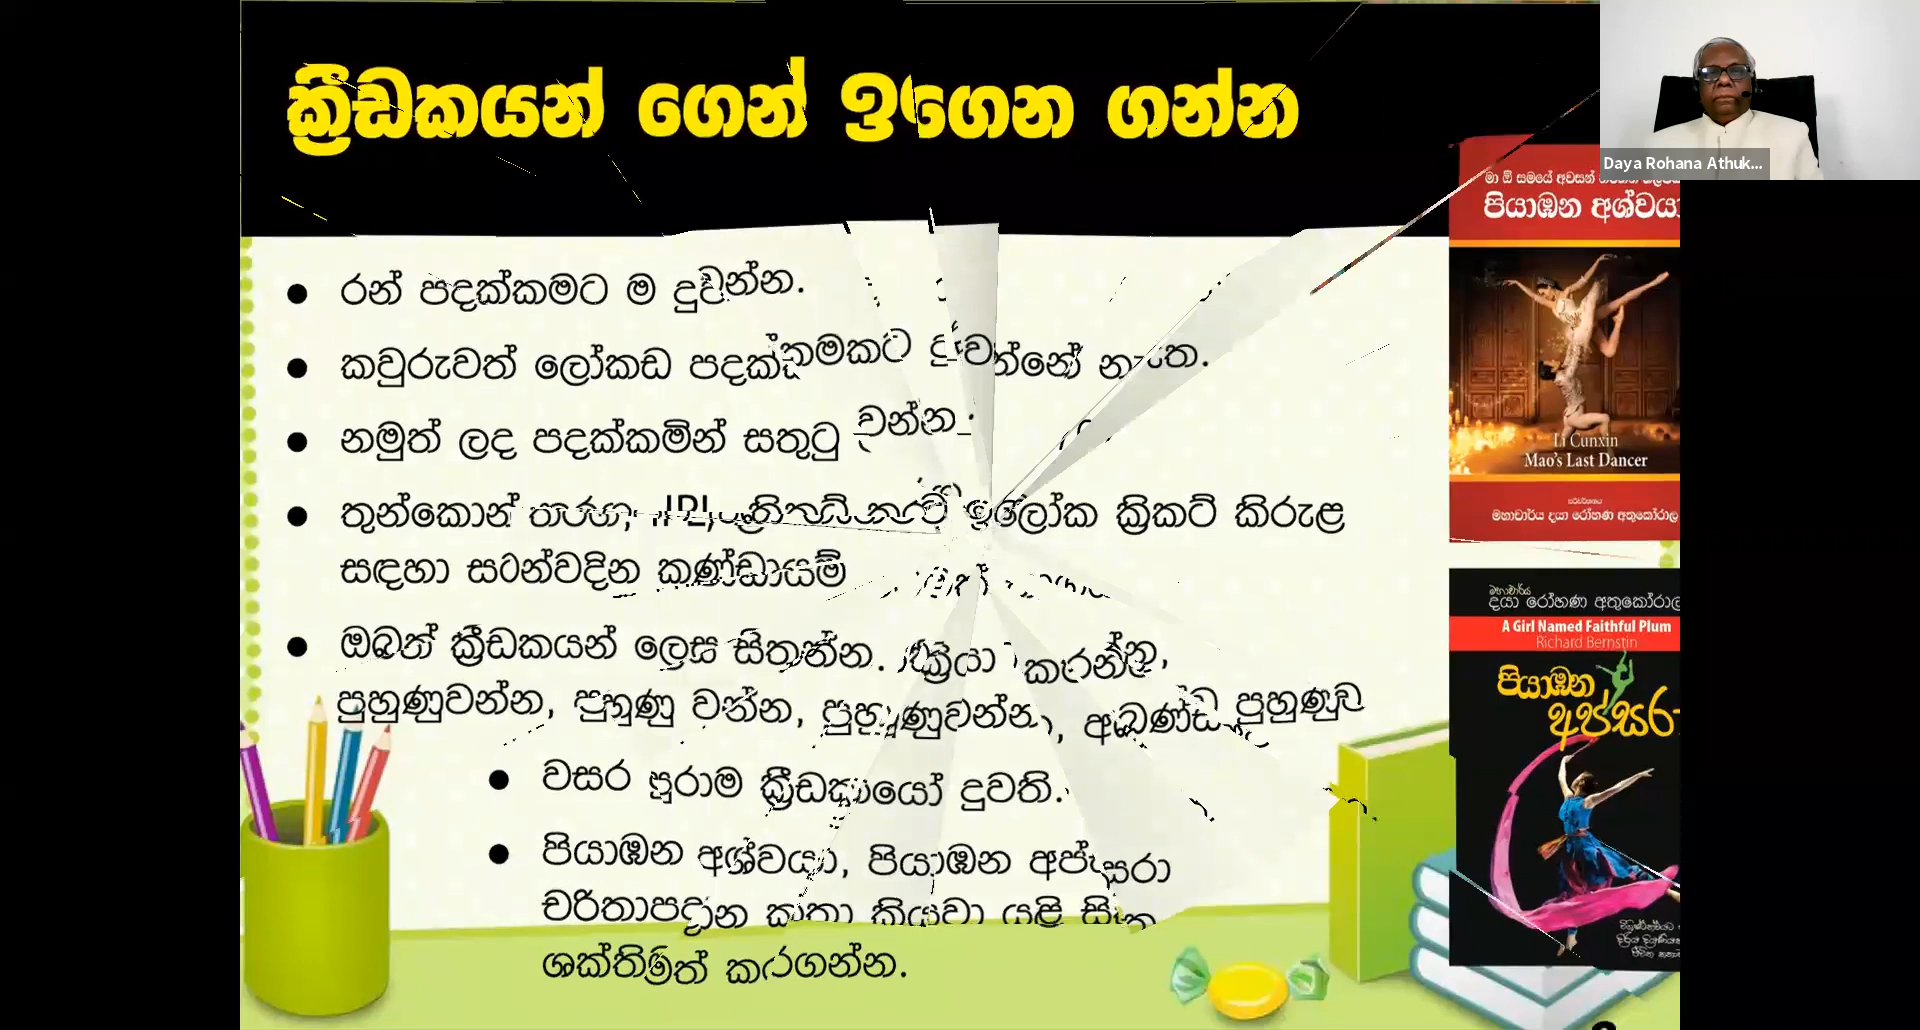 ක්‍රීඩකයන් ගෙන් ඉගෙන ගන්න
රන් පදක්කමට ම දුවන්න.
කවුරුවත් ලෝකඩ පදක්කමකට දුවන්නේ නැත.
නමුත් ලද පදක්කමින් සතුටු වන්න.
තුන්කොන් තරග, IPL, ලෝක ක්‍රිකට් කිරුළ
සඳහා සටන්වදින කණ්ඩායම්
ඔබත් ක්‍රීඩකයන් ලෙස සිතන්න. ක්‍රියා කරන්න,
පුහුණුවන්න, පුහුණු වන්න, පුහුණුවන්න, අඛණ්ඩ පුහුණුව
වසර පුරාම ක්‍රීඩකයෝ දුවති.
පියාඹන අශ්වයා, පියාඹන අප්සරා
චරිතාපදාන කතා කියවා යළි සිත
ශක්තිමත් කරගන්න.
Daya Rohana Athuk...
මා ඕ සමයේ අවසන්
පියාඹන අශ්වයා
Li Cunxin
Mao's Last Dancer
මහාචාර්ය දයා රෝහණ අතුකෝරාල
මහාචාර්ය
දයා රෝහණ අතුකෝරාල
A Girl Named Faithful Plum
Richard Bernstin
පියාඹන
අප්සරා